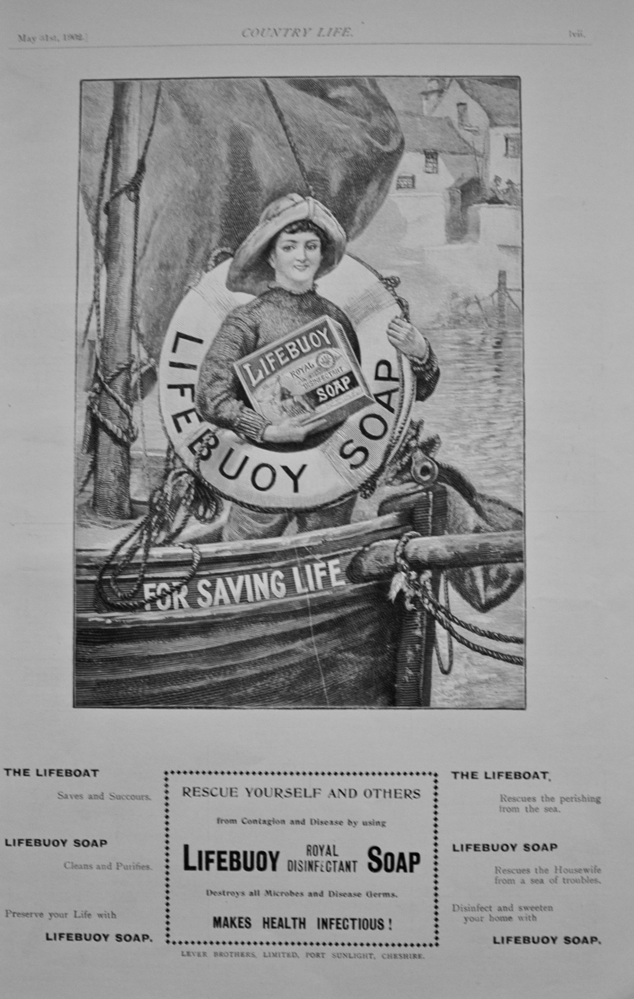 May 31st, 1902.]
COUNTRY LIFE.
lvii.
LIFEBUOY SOAP
LIFEBUOY
ROYAL
DISINFECTANT
SOAP
FOR SAVING LIFE
THE LIFEBOAT
Saves and Succours.
LIFEBUOY SOAP
Cleans and Purifies.
Preserve your Life with
LIFEBUOY SOAP.
RESCUE YOURSELF AND OTHERS
from Contagion and Disease by using
LIFEBUOY ROYAL DISINFECTANT SOAP
Destroys all Microbes and Disease Germs.
MAKES HEALTH INFECTIOUS!
LEVER BROTHERS, LIMITED, PORT SUNLIGHT, CHESHIRE.
THE LIFEBOAT,
Rescues the perishing
from the sea.
LIFEBUOY SOAP
Rescues the Housewife
from a sea of troubles.
Disinfect and sweeten
your home with
LIFEBUOY SOAP.